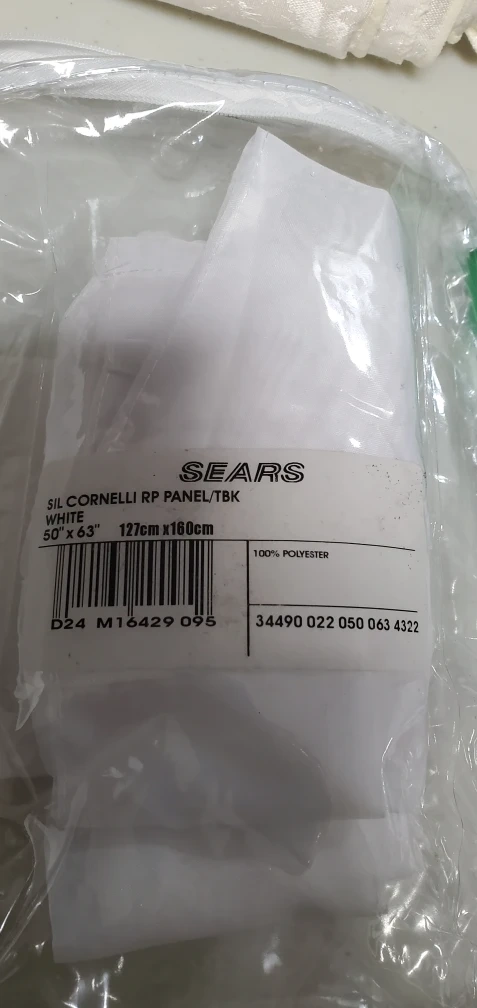 SEARS
SIL CORNELLI RP PANEL/TBK
WHITE
50" x 63" 127cm x160cm
100% POLYESTER
D24 M16429 095
34490 022 050 063 4322